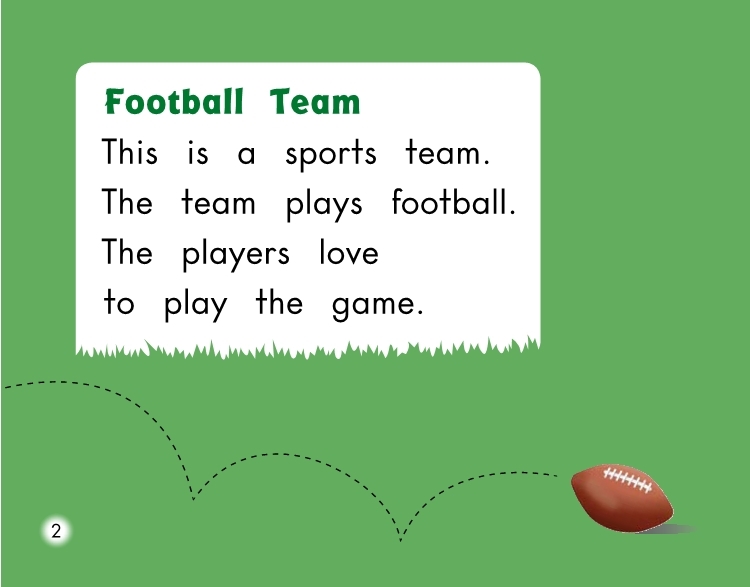 Football Team
This is a sports team.
The team plays football.
The players love
to play the game.
2